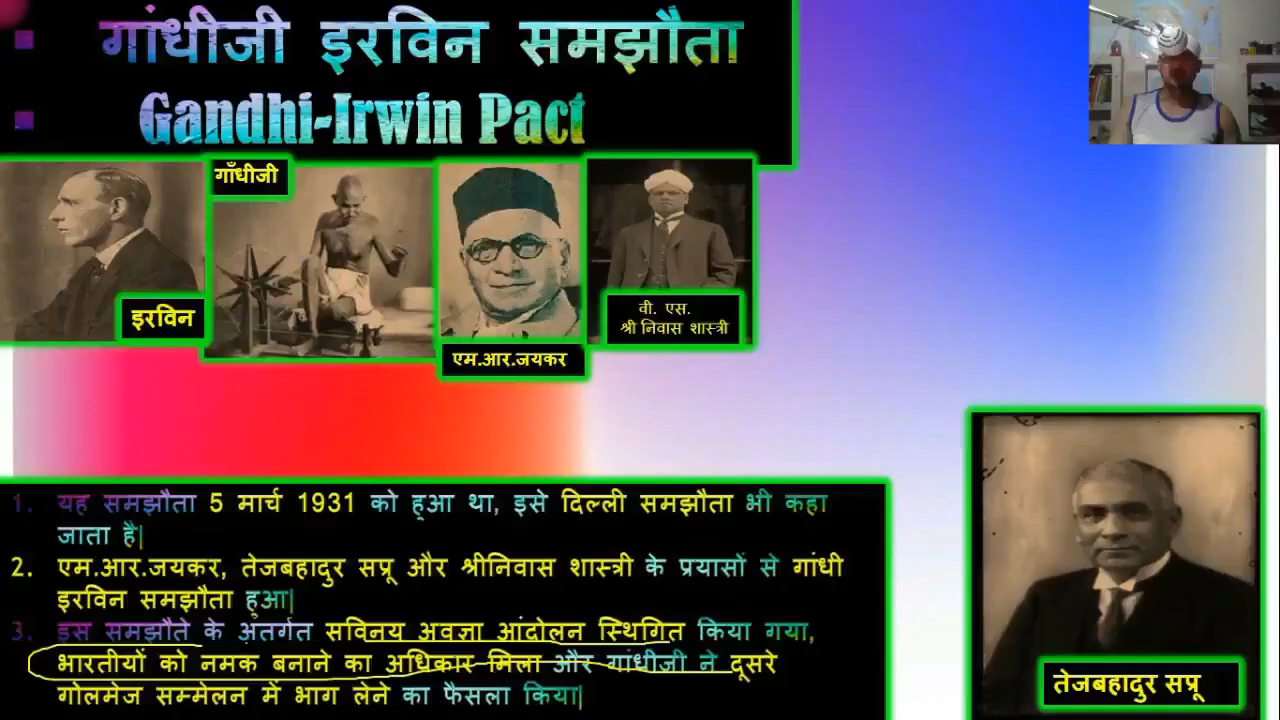 गांधीजी इरविन समझौता
Gandhi-Irwin Pact
गाँधीजी
इरविन
एम.आर.जयकर
वी. एस.
श्री निवास शास्त्री
1. यह समझौता 5 मार्च 1931 को हुआ था, इसे दिल्ली समझौता भी कहा
जाता है|
2. एम.आर.जयकर, तेजबहादुर सप्रू और श्रीनिवास शास्त्री के प्रयासों से गांधी
इरविन समझौता हुआ|
3. इस समझौते के अंतर्गत सविनय अवज्ञा आंदोलन स्थिगित किया गया,
भारतीयों को नमक बनाने का अधिकार मिला और गांधीजी ने दूसरे
गोलमेज सम्मेलन में भाग लेने का फैसला किया|
तेजबहादुर सप्रू